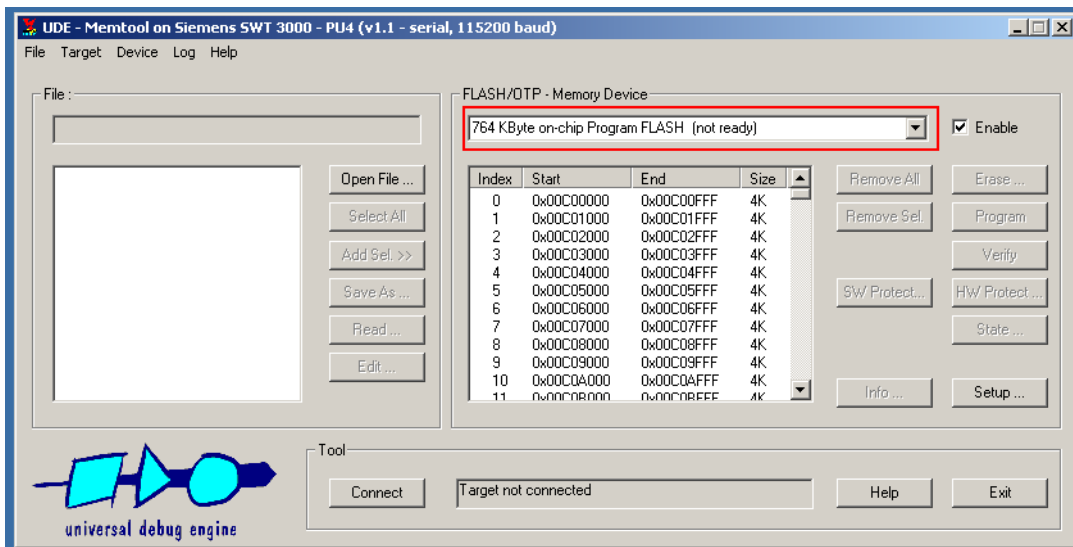 UDE - Memtool on Siemens SWT 3000 - PU4 (v1.1 - serial, 115200 baud)
File Target Device Log Help
File :
Open File ...
Select All
Add Sel. >>
Save As ...
Read ...
Edit ...
FLASH/OTP - Memory Device
764 KByte on-chip Program FLASH (not ready)
Enable
Index Start End Size
0 0x00C00000 0x00C00FFF 4K
1 0x00C01000 0x00C01FFF 4K
2 0x00C02000 0x00C02FFF 4K
3 0x00C03000 0x00C03FFF 4K
4 0x00C04000 0x00C04FFF 4K
5 0x00C05000 0x00C05FFF 4K
6 0x00C06000 0x00C06FFF 4K
7 0x00C07000 0x00C07FFF 4K
8 0x00C08000 0x00C08FFF 4K
9 0x00C09000 0x00C09FFF 4K
10 0x00C0A000 0x00C0AFFF 4K
11 0x00C0B000 0x00C0BFFF 4K
Remove All
Erase ...
Remove Sel.
Program
Verify
SW Protect...
HW Protect ...
State ...
Info ...
Setup ...
universal debug engine
Tool
Connect
Target not connected
Help
Exit